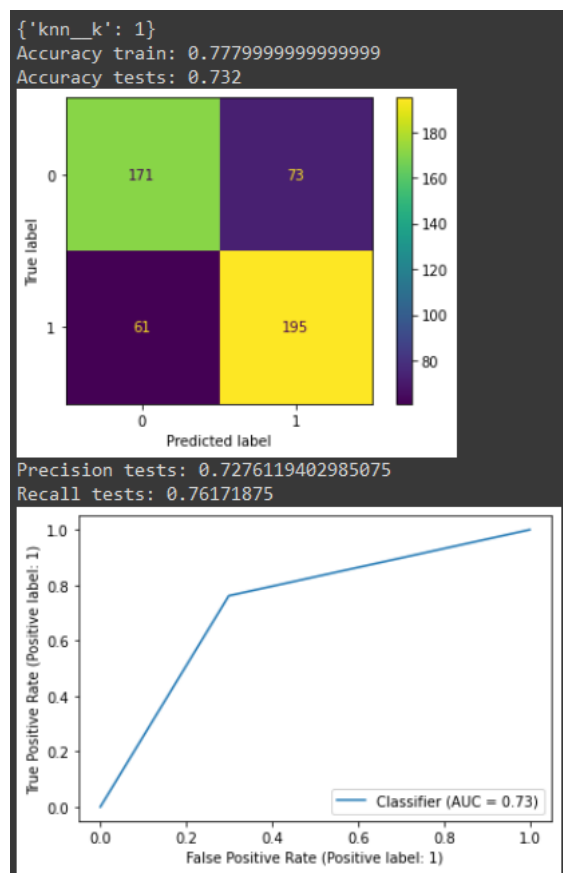 {'knn__k': 1}
Accuracy train: 0.7779999999999999
Accuracy tests: 0.732
0
171
73
1
61
195
0
1
True label
Predicted label
180
160
140
120
100
80
Precision tests: 0.7276119402985075
Recall tests: 0.76171875
True Positive Rate (Positive label: 1)
1.0
0.8
0.6
0.4
0.2
0.0
Classifier (AUC = 0.73)
0.0
0.2
0.4
0.6
0.8
1.0
False Positive Rate (Positive label: 1)